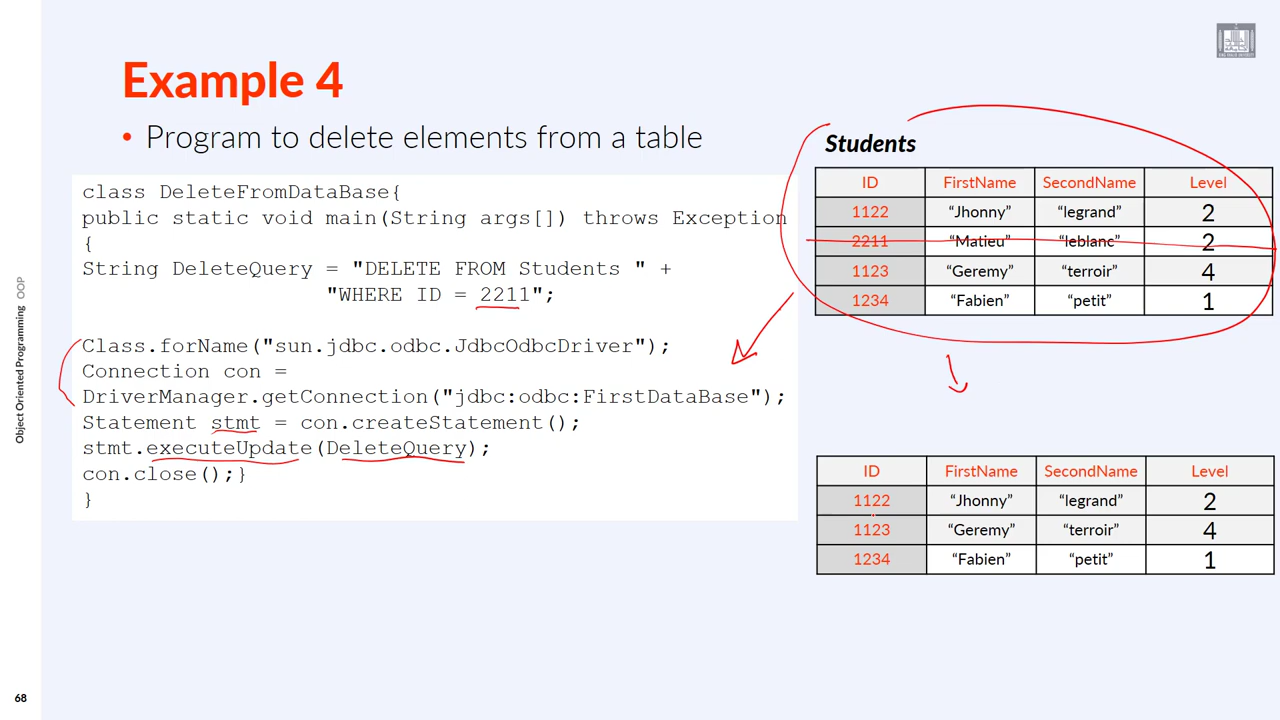 Example 4
• Program to delete elements from a table
class DeleteFromDataBase{
public static void main(String args[]) throws Exception
{
String DeleteQuery = "DELETE FROM Students " +
"WHERE ID = 2211";
Class.forName("sun.jdbc.odbc.JdbcOdbcDriver");
Connection con =
DriverManager.getConnection("jdbc:odbc:FirstDataBase");
Statement stmt = con.createStatement();
stmt.executeUpdate(DeleteQuery);
con.close();}
}
Students
ID FirstName SecondName Level
1122 “Jhonny” “legrand” 2
2211 “Matieu” “leblanc” 2
1123 “Geremy” “terroir” 4
1234 “Fabien” “petit” 1
ID FirstName SecondName Level
1122 “Jhonny” “legrand” 2
1123 “Geremy” “terroir” 4
1234 “Fabien” “petit” 1
Object Oriented Programming OOP
68